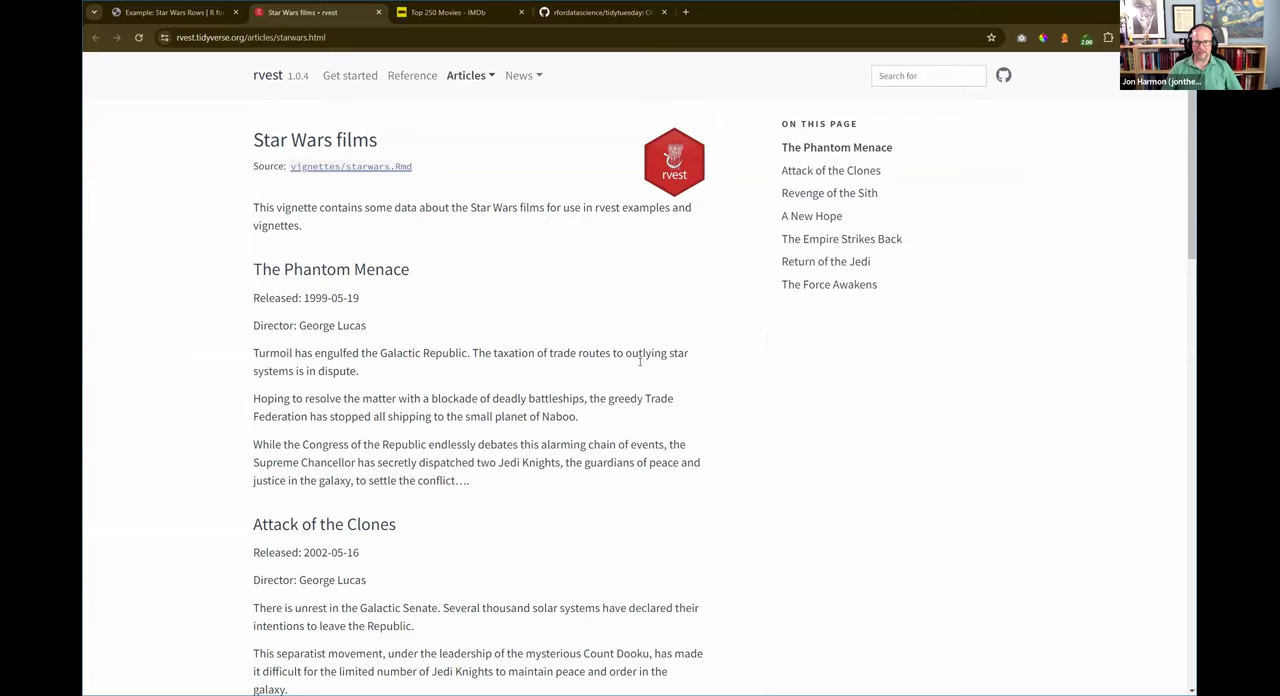 Example: Star Wars Rows | R fo
Star Wars films • rvest
Top 250 Movies - IMDb
rfordatascience/tidytuesday: Of
rvest.tidyverse.org/articles/starwars.html
2.00
Jon Harmon (jonthe...
rvest 1.0.4 Get started Reference Articles News
Search for
Star Wars films
Source: vignettes/starwars.Rmd
rvest
This vignette contains some data about the Star Wars films for use in rvest examples and
vignettes.
The Phantom Menace
Released: 1999-05-19
Director: George Lucas
Turmoil has engulfed the Galactic Republic. The taxation of trade routes to outlying star
systems is in dispute.
Hoping to resolve the matter with a blockade of deadly battleships, the greedy Trade
Federation has stopped all shipping to the small planet of Naboo.
While the Congress of the Republic endlessly debates this alarming chain of events, the
Supreme Chancellor has secretly dispatched two Jedi Knights, the guardians of peace and
justice in the galaxy, to settle the conflict….
Attack of the Clones
Released: 2002-05-16
Director: George Lucas
There is unrest in the Galactic Senate. Several thousand solar systems have declared their
intentions to leave the Republic.
This separatist movement, under the leadership of the mysterious Count Dooku, has made
it difficult for the limited number of Jedi Knights to maintain peace and order in the
galaxy.
ON THIS PAGE
The Phantom Menace
Attack of the Clones
Revenge of the Sith
A New Hope
The Empire Strikes Back
Return of the Jedi
The Force Awakens